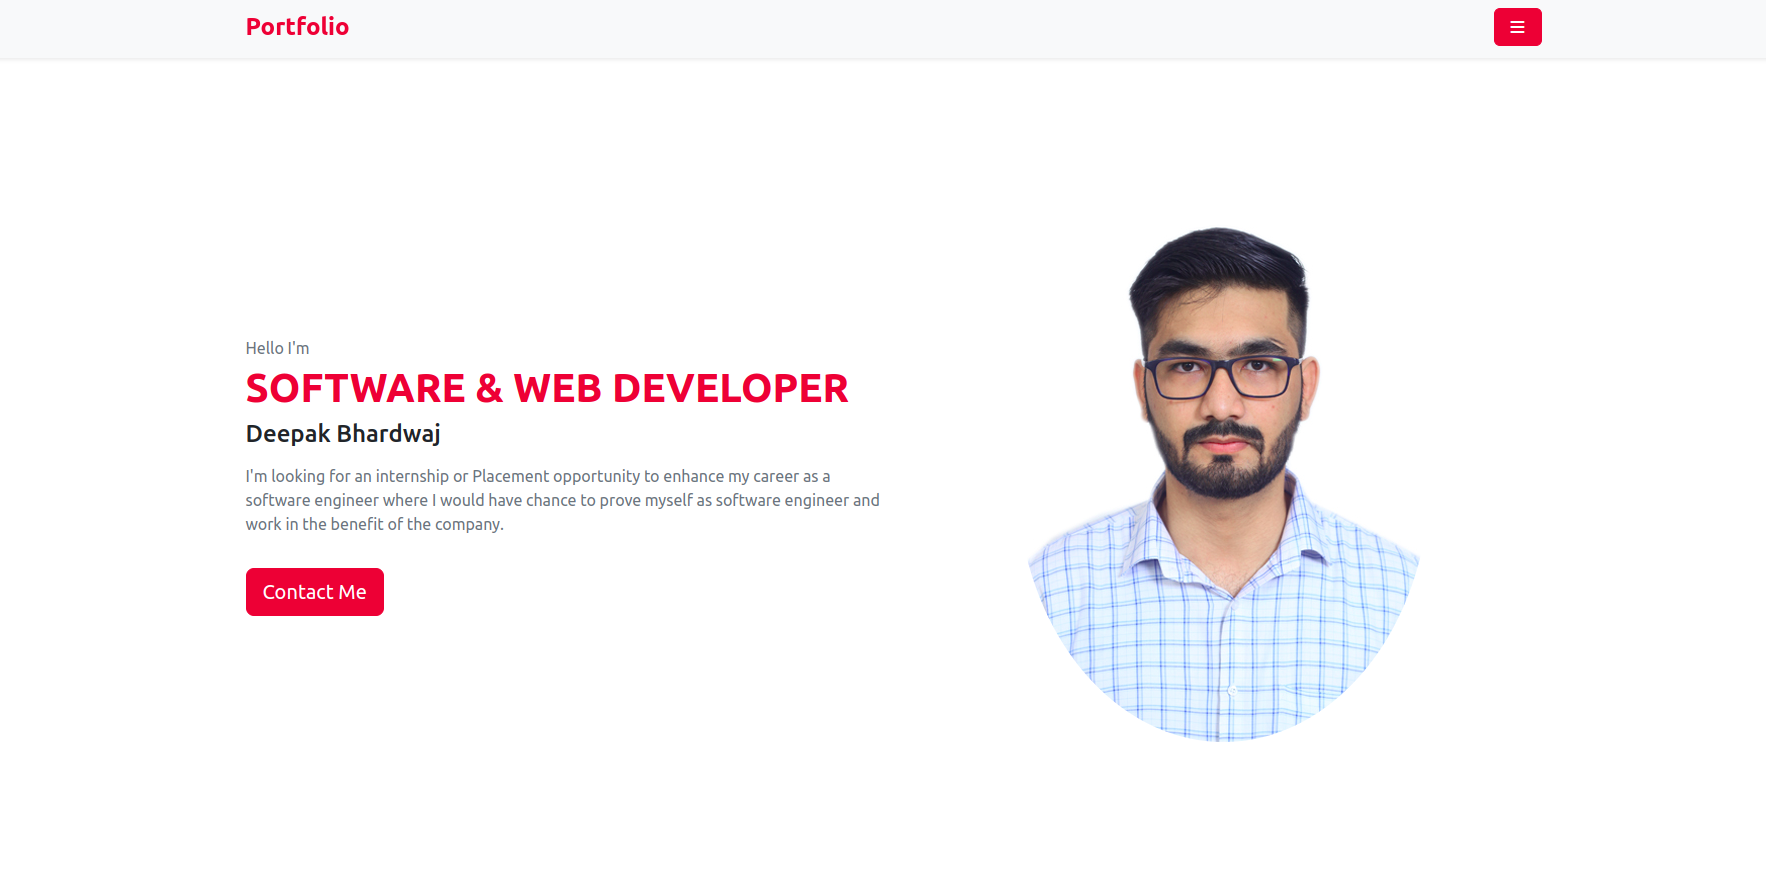 Portfolio
Hello I'm
SOFTWARE & WEB DEVELOPER
Deepak Bhardwaj
I'm looking for an internship or Placement opportunity to enhance my career as a
software engineer where I would have chance to prove myself as software engineer and
work in the benefit of the company.
Contact Me